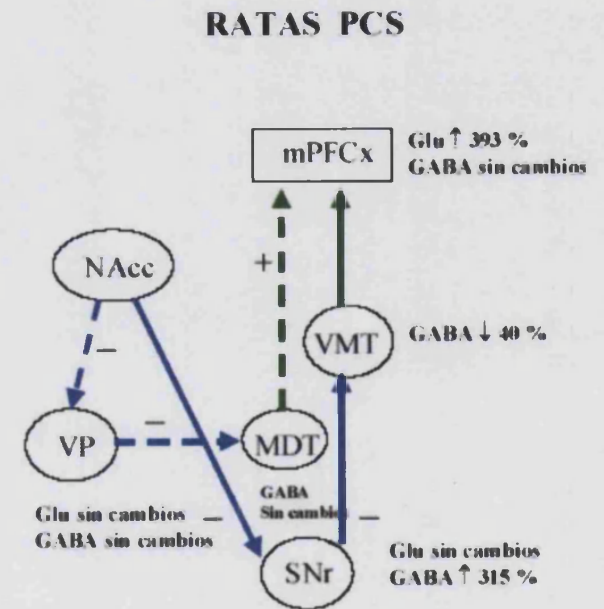 RATAS PCS
mPFCx
Glu ↑ 393 %
GABA sin cambios
+
NAcc
–
VMT
GABA ↓ 40 %
VP
–
MDT
GABA
Sin cambios
Glu sin cambios
GABA sin cambios
–
–
SNr
Glu sin cambios
GABA ↑ 315 %